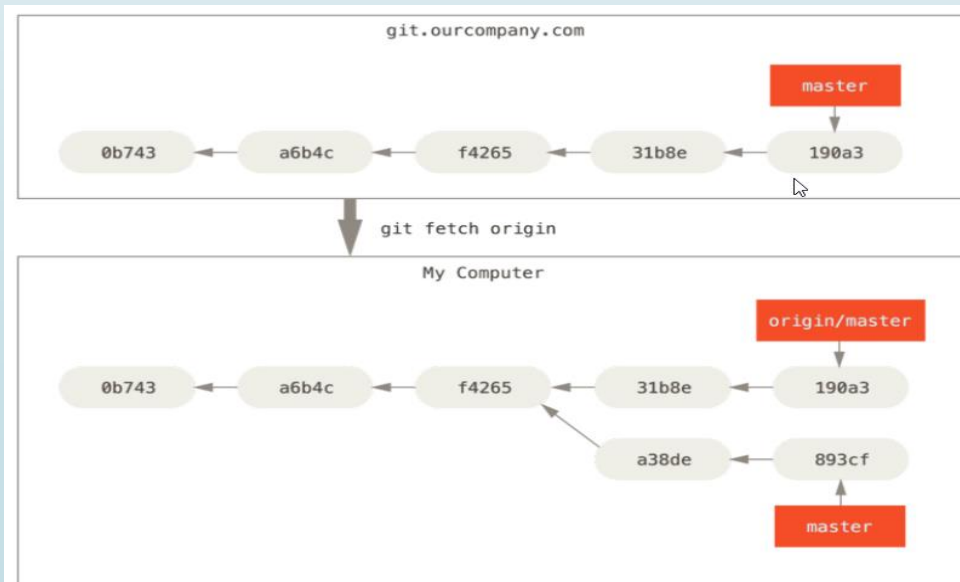 git.ourcompany.com
master
0b743 a6b4c f4265 31b8e 190a3
git fetch origin
My Computer
origin/master
0b743 a6b4c f4265 31b8e 190a3
a38de 893cf
master